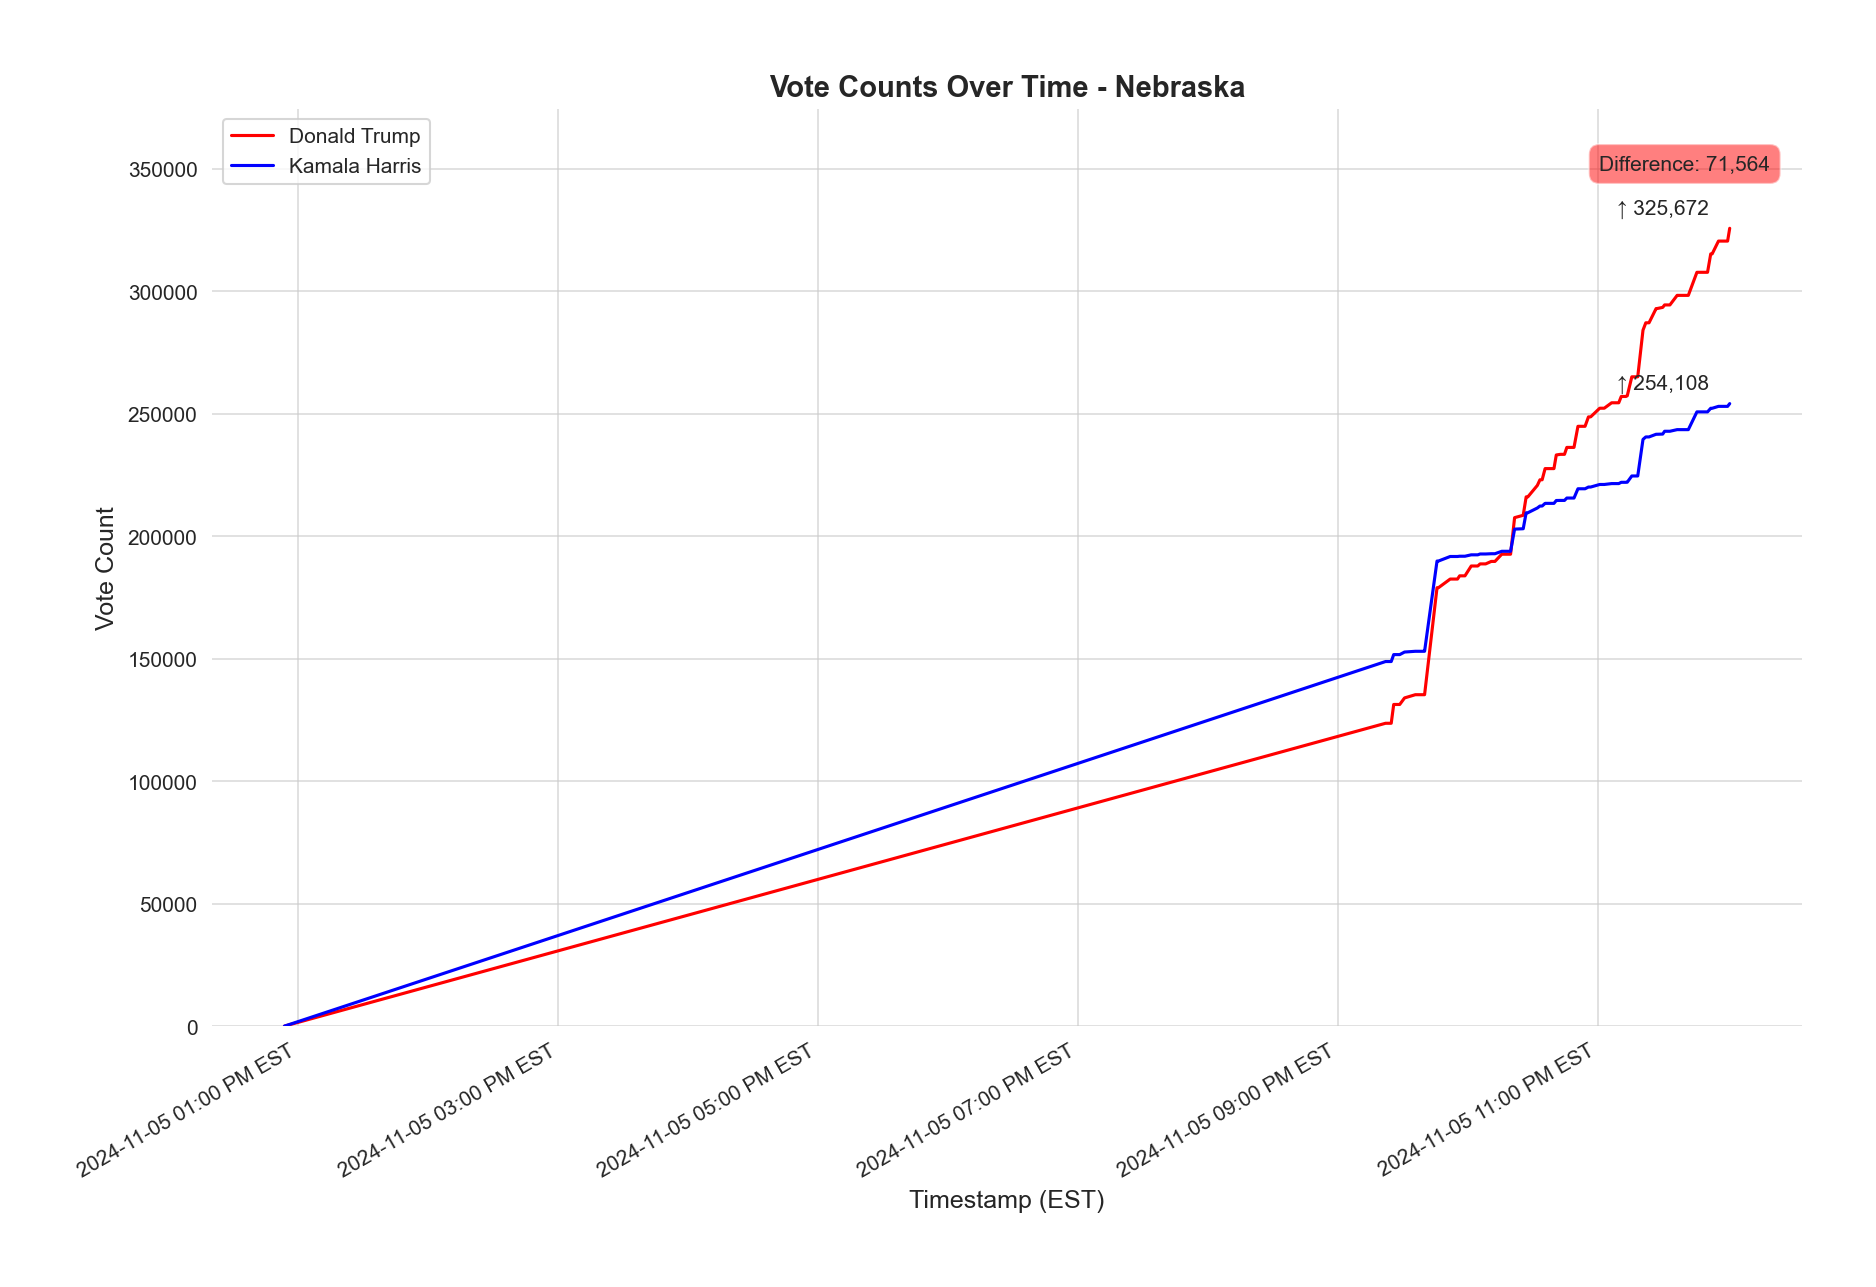 Vote Counts Over Time - Nebraska
Donald Trump
Kamala Harris
Difference: 71,564
↑ 325,672
↑ 254,108
Vote Count
350000
300000
250000
200000
150000
100000
50000
0
2024-11-05 01:00 PM EST
2024-11-05 03:00 PM EST
2024-11-05 05:00 PM EST
2024-11-05 07:00 PM EST
2024-11-05 09:00 PM EST
2024-11-05 11:00 PM EST
Timestamp (EST)